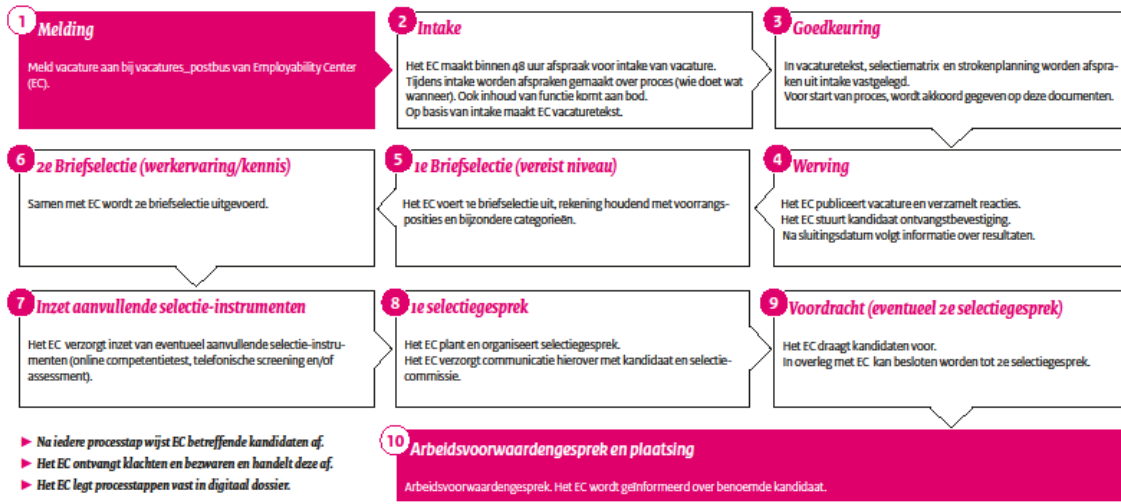 1 Melding
Meld vacature aan bij vacatures_postbus van Employability Center
(EC).
2 Intake
Het EC maakt binnen 48 uur afspraak voor intake van vacature.
Tijdens intake worden afspraken gemaakt over proces (wie doet wat
wanneer). Ook inhoud van functie komt aan bod.
Op basis van intake maakt EC vacaturetekst.
3 Goedkeuring
In vacaturetekst, selectiematrix en strokenplanning worden afspra-
ken uit intake vastgelegd.
Voor start van proces, wordt akkoord gegeven op deze documenten.
4 Werving
Het EC publiceert vacature en verzamelt reacties.
Het EC stuurt kandidaat ontvangstbevestiging.
Na sluitingsdatum volgt informatie over resultaten.
5 1e Briefselectie (vereist niveau)
Het EC voert 1e briefselectie uit, rekening houdend met voorrangs-
posities en bijzondere categorieën.
6 2e Briefselectie (werkervaring/kennis)
Samen met EC wordt 2e briefselectie uitgevoerd.
7 Inzet aanvullende selectie-instrumenten
Het EC verzorgt inzet van eventueel aanvullende selectie-instru-
menten (online competentietest, telefonische screening en/of
assessment).
8 1e selectiegesprek
Het EC plant en organiseert selectiegesprek.
Het EC verzorgt communicatie hierover met kandidaat en selectie-
commissie.
9 Voordracht (eventueel 2e selectiegesprek)
Het EC draagt kandidaten voor.
In overleg met EC kan besloten worden tot 2e selectiegesprek.
10 Arbeidsvoorwaardengesprek en plaatsing
Arbeidsvoorwaardengesprek. Het EC wordt geïnformeerd over benoemde kandidaat.
► Na iedere processtap wijst EC betreffende kandidaten af.
► Het EC ontvangt klachten en bezwaren en handelt deze af.
► Het EC legt processtappen vast in digitaal dossier.